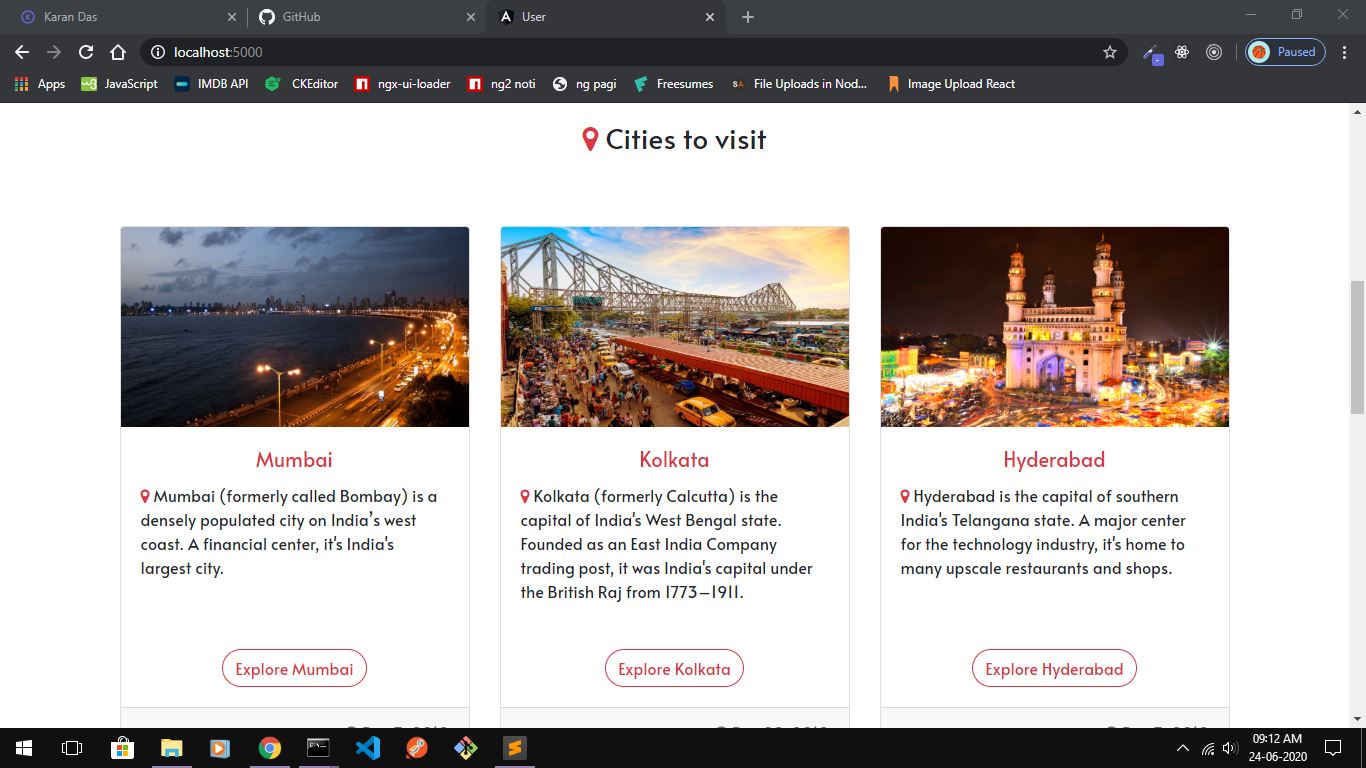 Karan Das
GitHub
User
localhost:5000
Paused
Apps
JavaScript
IMDB API
CKEditor
ngx-ui-loader
ng2 noti
ng pagi
Freesumes
File Uploads in Nod...
Image Upload React
Cities to visit
Mumbai
Mumbai (formerly called Bombay) is a
densely populated city on India’s west
coast. A financial center, it's India's
largest city.
Explore Mumbai
Kolkata
Kolkata (formerly Calcutta) is the
capital of India's West Bengal state.
Founded as an East India Company
trading post, it was India's capital under
the British Raj from 1773–1911.
Explore Kolkata
Hyderabad
Hyderabad is the capital of southern
India's Telangana state. A major center
for the technology industry, it's home to
many upscale restaurants and shops.
Explore Hyderabad
09:12 AM
24-06-2020